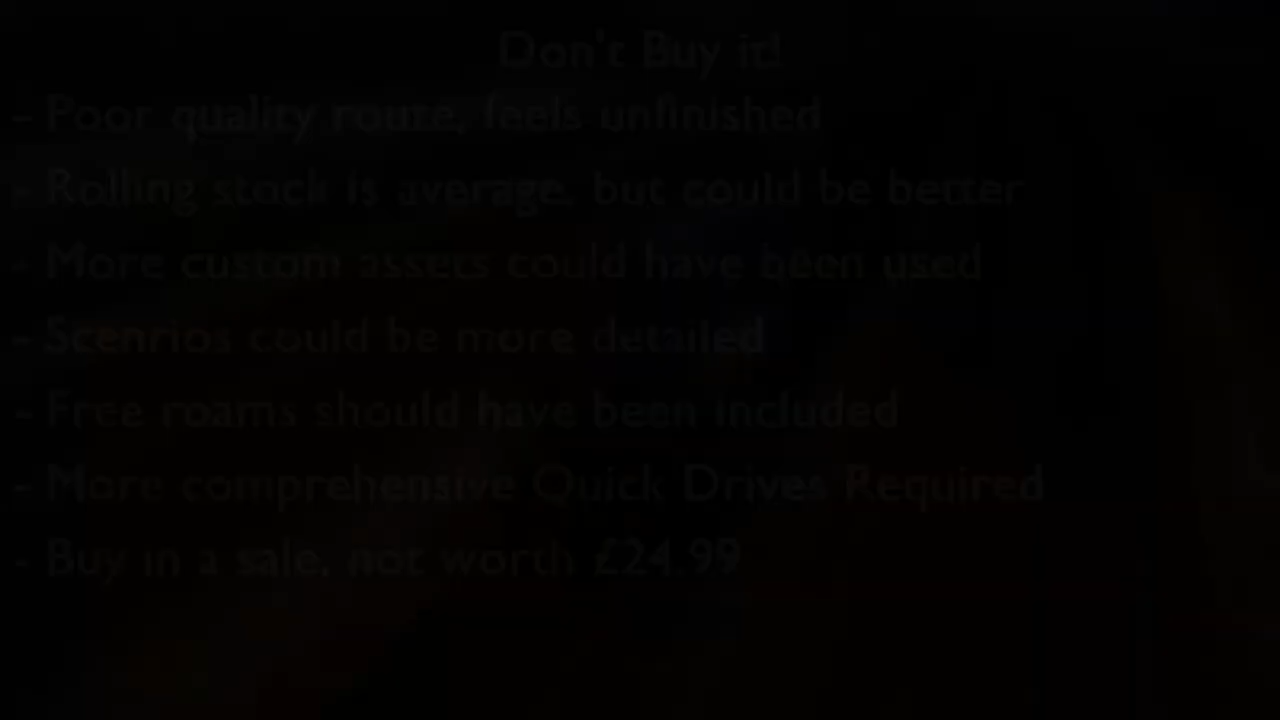 Don't Buy it!
- Poor quality route, feels unfinished
- Rolling stock is average, but could be better
- More custom assets could have been used
- Scenrios could be more detailed
- Free roams should have been included
- More comprehensive Quick Drives Required
- Buy in a sale, not worth £24.99